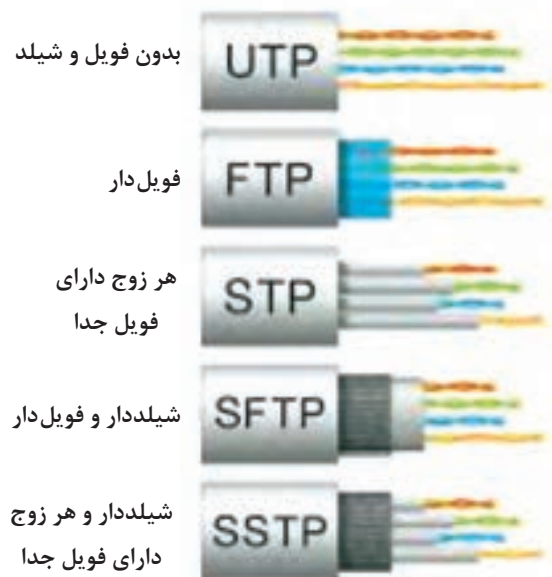 بدون فویل و شیلد
UTP
فویل‌دار
FTP
هر زوج دارای
فویل جدا
STP
شیلددار و فویل‌دار
SFTP
شیلددار و هر زوج
دارای فویل جدا
SSTP